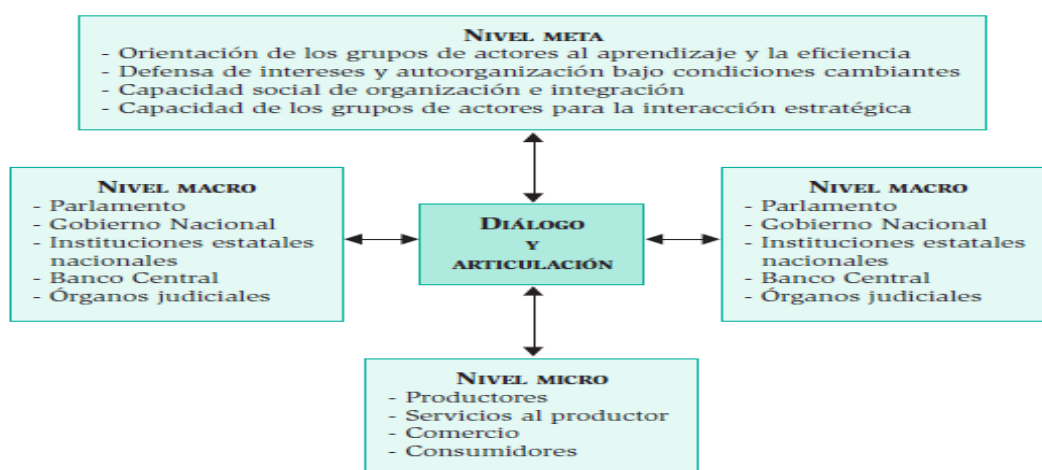 NIVEL META
- Orientación de los grupos de actores al aprendizaje y la eficiencia
- Defensa de intereses y autoorganización bajo condiciones cambiantes
- Capacidad social de organización e integración
- Capacidad de los grupos de actores para la interacción estratégica
NIVEL MACRO
- Parlamento
- Gobierno Nacional
- Instituciones estatales
nacionales
- Banco Central
- Órganos judiciales
DIÁLOGO
Y
ARTICULACIÓN
NIVEL MACRO
- Parlamento
- Gobierno Nacional
- Instituciones estatales
nacionales
- Banco Central
- Órganos judiciales
NIVEL MICRO
- Productores
- Servicios al productor
- Comercio
- Consumidores